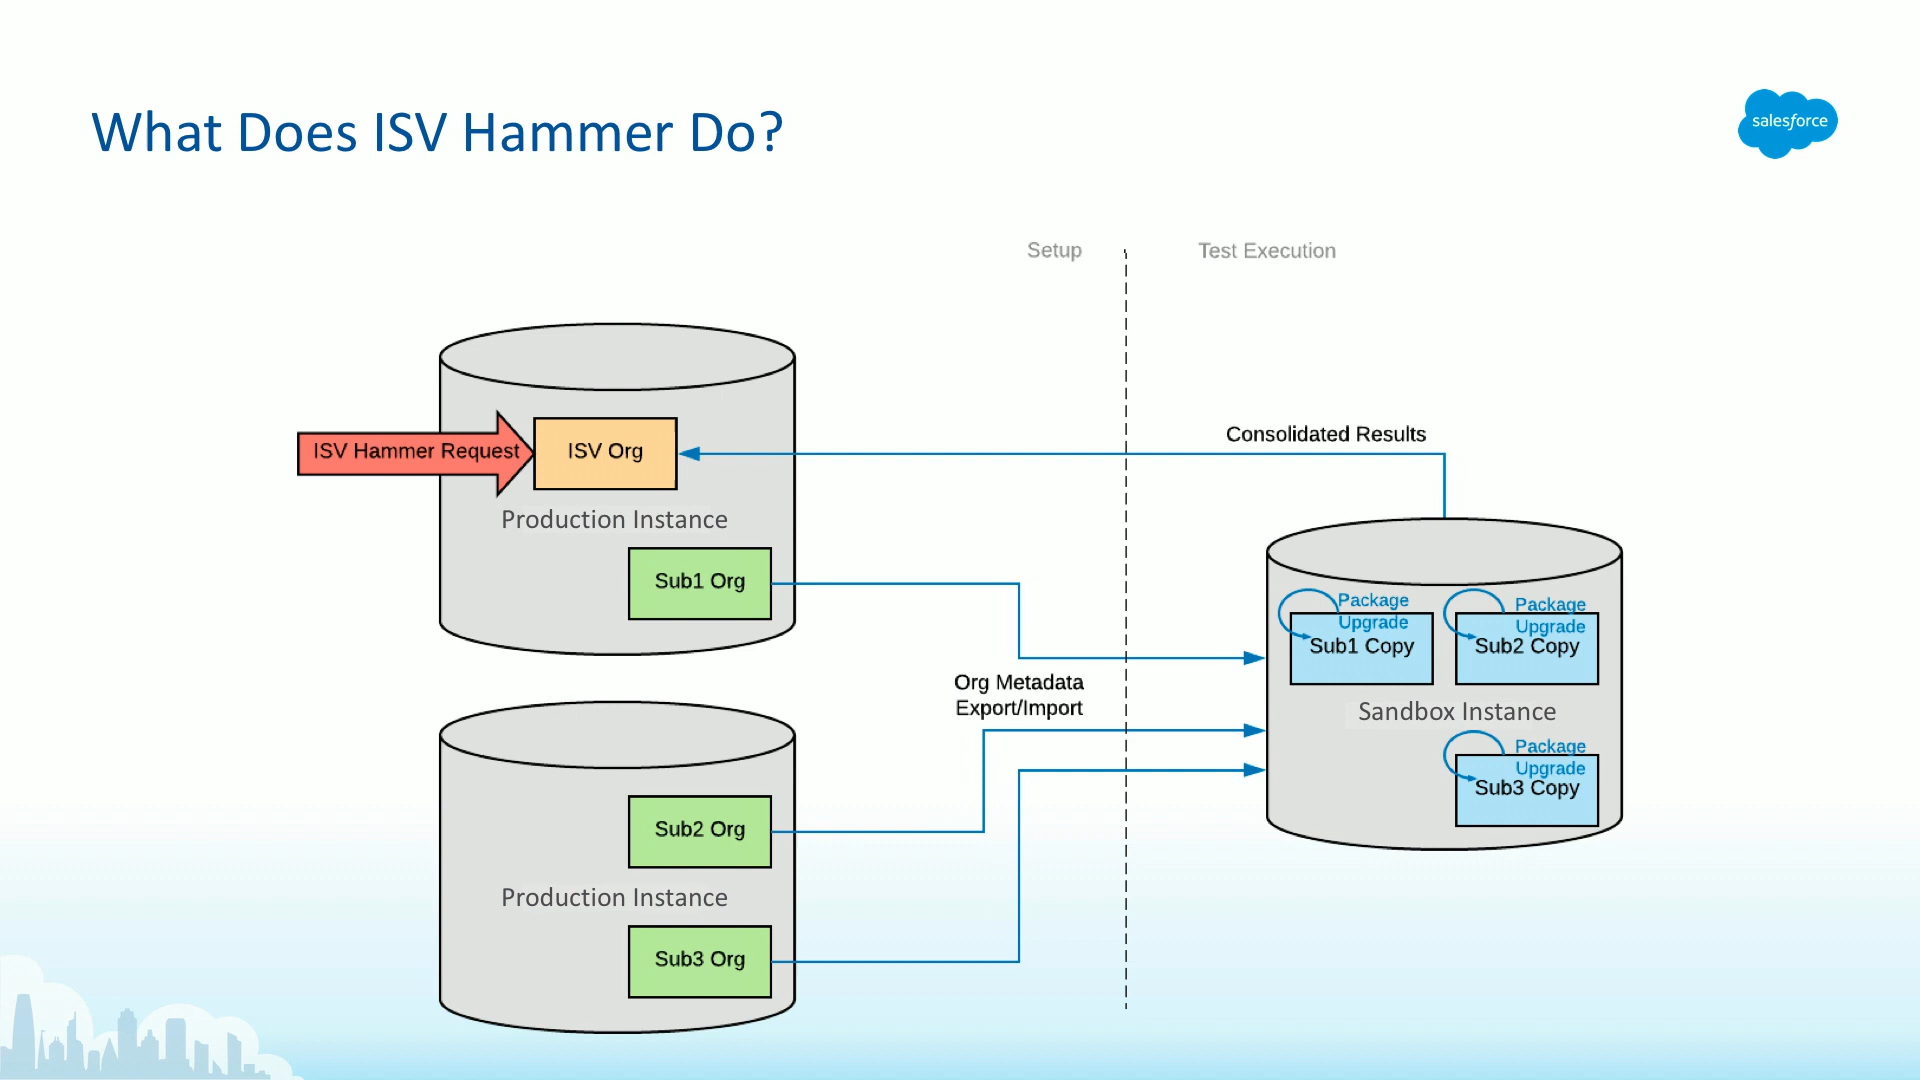 What Does ISV Hammer Do?
salesforce
Setup
Test Execution
ISV Hammer Request
ISV Org
Production Instance
Sub1 Org
Consolidated Results
Org Metadata
Export/Import
Package
Upgrade
Sub1 Copy
Package
Upgrade
Sub2 Copy
Sandbox Instance
Package
Upgrade
Sub3 Copy
Sub2 Org
Production Instance
Sub3 Org